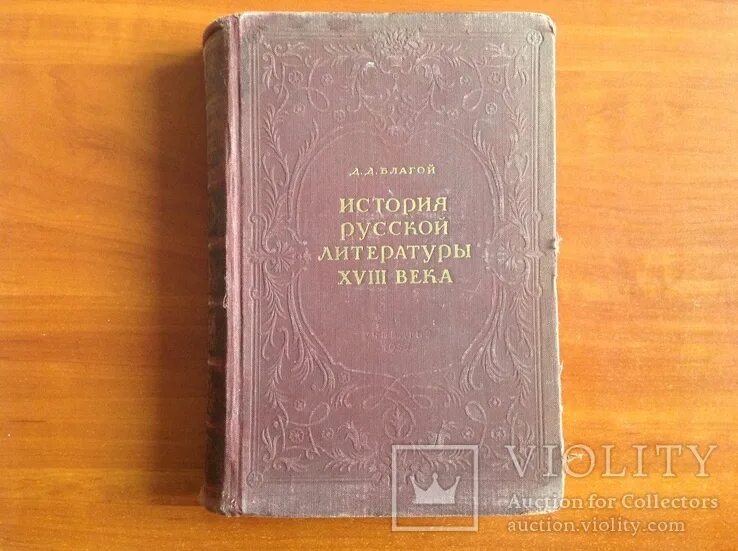 Д. Д. БЛАГОЙ
ИСТОРИЯ
РУССКОЙ
ЛИТЕРАТУРЫ
XVIII ВЕКА
VIOLITY
Auction for Collectors
auction.violity.com